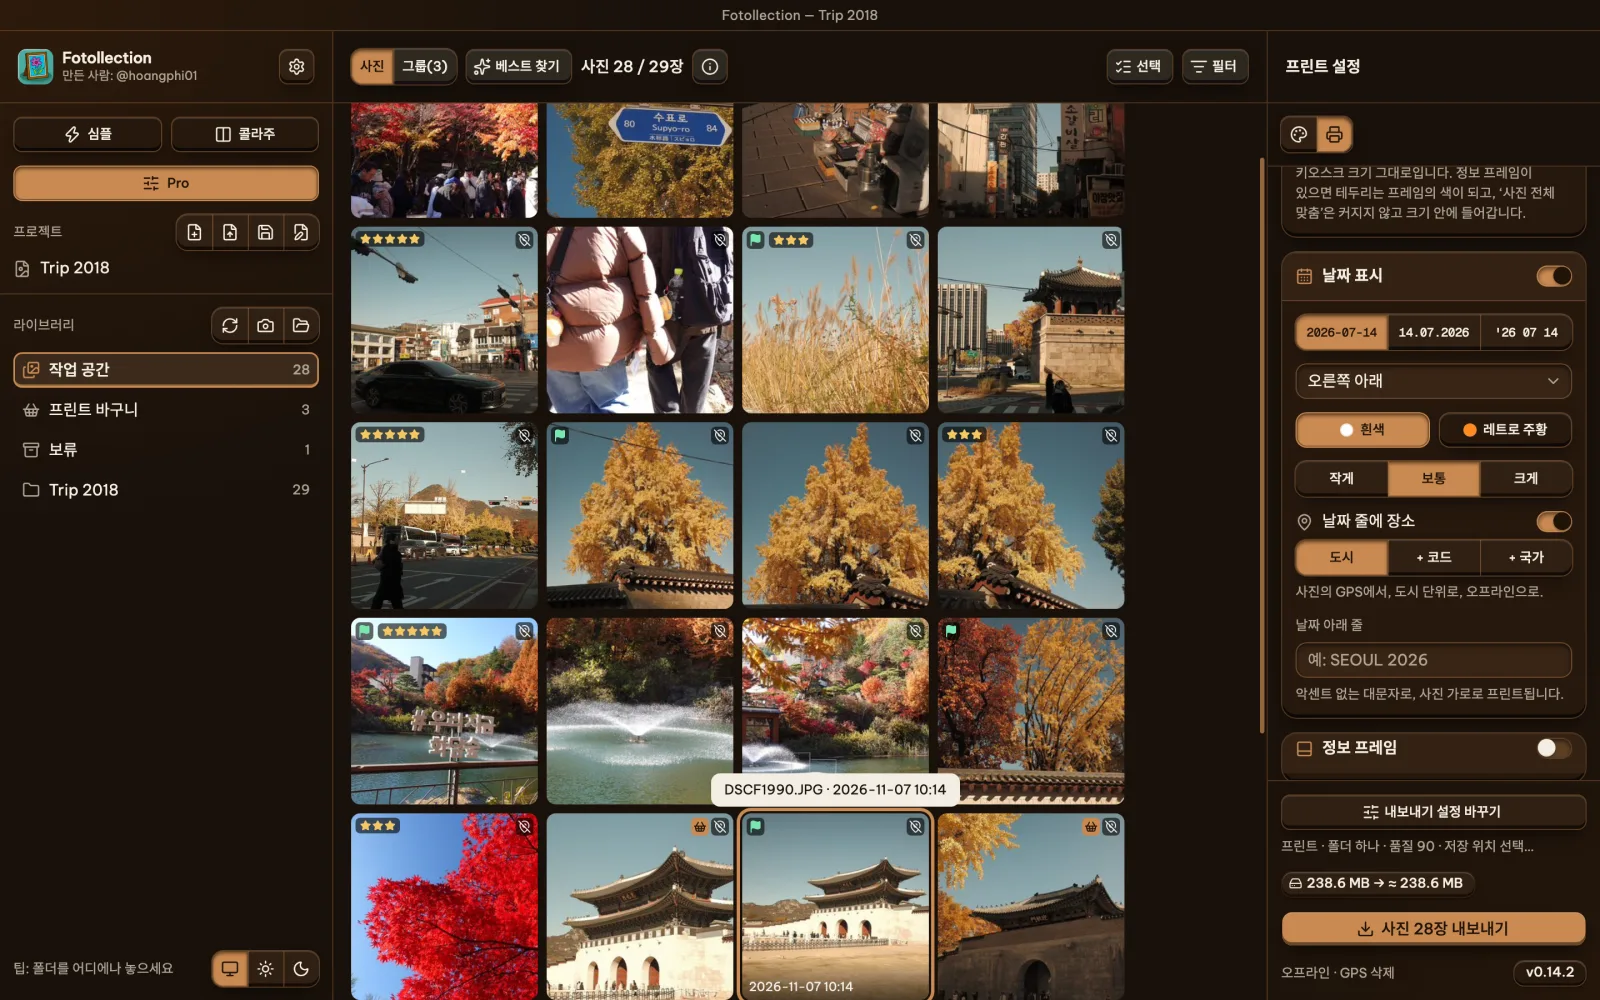 Fotollection – Trip 2018
Fotollection
만든 사람: @hoangphi01
심플
콜라주
Pro
프로젝트
Trip 2018
라이브러리
작업 공간 28
프린트 바구니 3
보류 1
Trip 2018 29
팁: 폴더를 어디에나 놓으세요
사진 그룹(3) 베스트 찾기 사진 28 / 29장
선택 필터
80 수표로 84
Supyo-ro
#우리지금
DSCF1990.JPG · 2026-11-07 10:14
2026-11-07 10:14
프린트 설정
키오스크 크기 그대로입니다. 정보 프레임이
있으면 테두리는 프레임의 색이 되고, ‘사진 전체
맞춤’은 커지지 않고 크기 안에 들어갑니다.
날짜 표시
2026-07-14 14.07.2026 '26 07 14
오른쪽 아래
흰색 레트로 주황
작게 보통 크게
날짜 줄에 장소
도시 + 코드 + 국가
사진의 GPS에서, 도시 단위로, 오프라인으로.
날짜 아래 줄
예: SEOUL 2026
악센트 없는 대문자로, 사진 가로로 프린트됩니다.
정보 프레임
내보내기 설정 바꾸기
프린트 · 폴더 하나 · 품질 90 · 저장 위치 선택...
238.6 MB → ≈ 238.6 MB
사진 28장 내보내기
오프라인 · GPS 삭제
v0.14.2